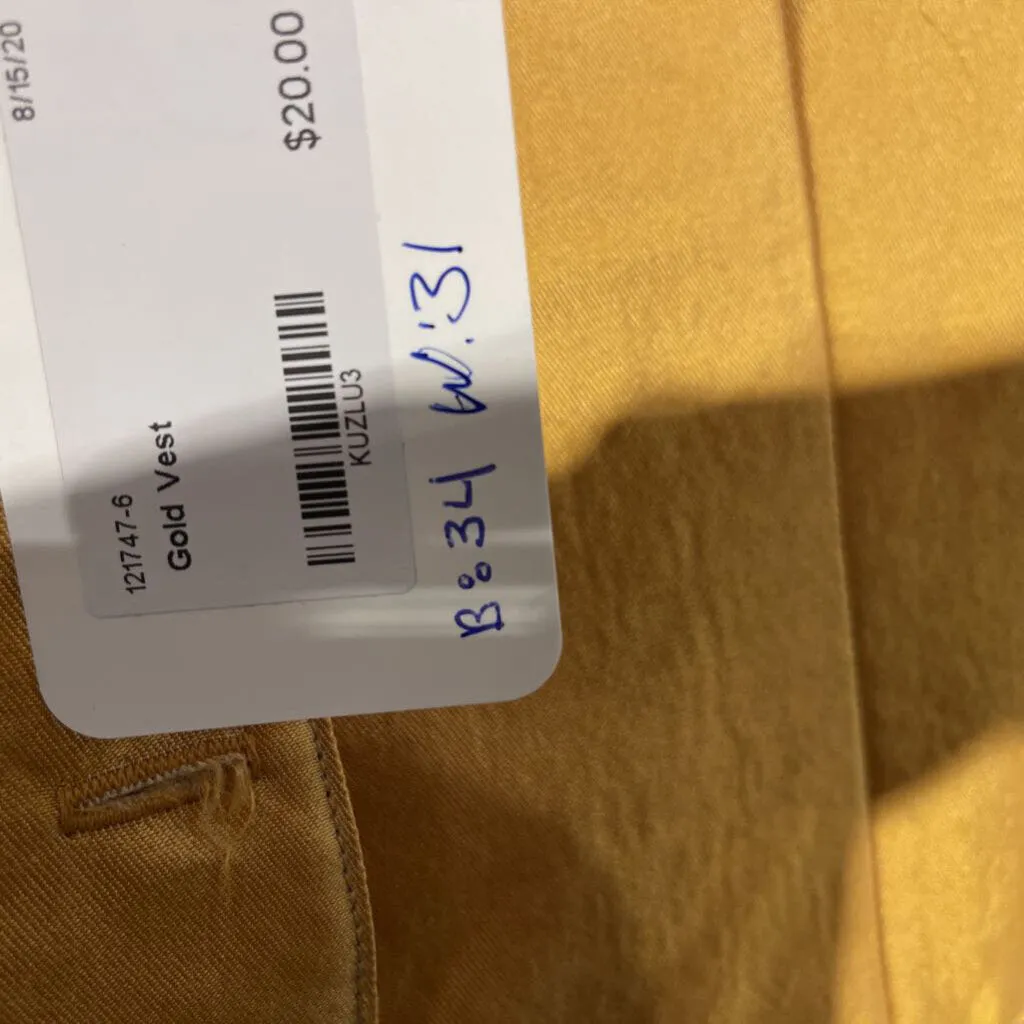 8/15/20
121747-6
Gold Vest
$20.00
KUZLU3
B: 34 W: 31